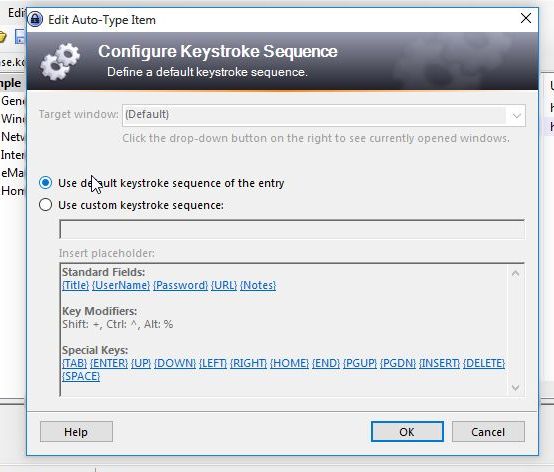 Edit Auto-Type Item
Edi
Configure Keystroke Sequence
Define a default keystroke sequence.
ase.k
mple
Gen
Wind
Netw
Inter
eMai
Hom
Target window: (Default)
Click the drop-down button on the right to see currently opened windows.
Use default keystroke sequence of the entry
Use custom keystroke sequence:
Insert placeholder:
Standard Fields:
{Title} {UserName} {Password} {URL} {Notes}
Key Modifiers:
Shift: +, Ctrl: ^, Alt: %
Special Keys:
{TAB} {ENTER} {UP} {DOWN} {LEFT} {RIGHT} {HOME} {END} {PGUP} {PGDN} {INSERT} {DELETE}
{SPACE}
Help
OK
Cancel